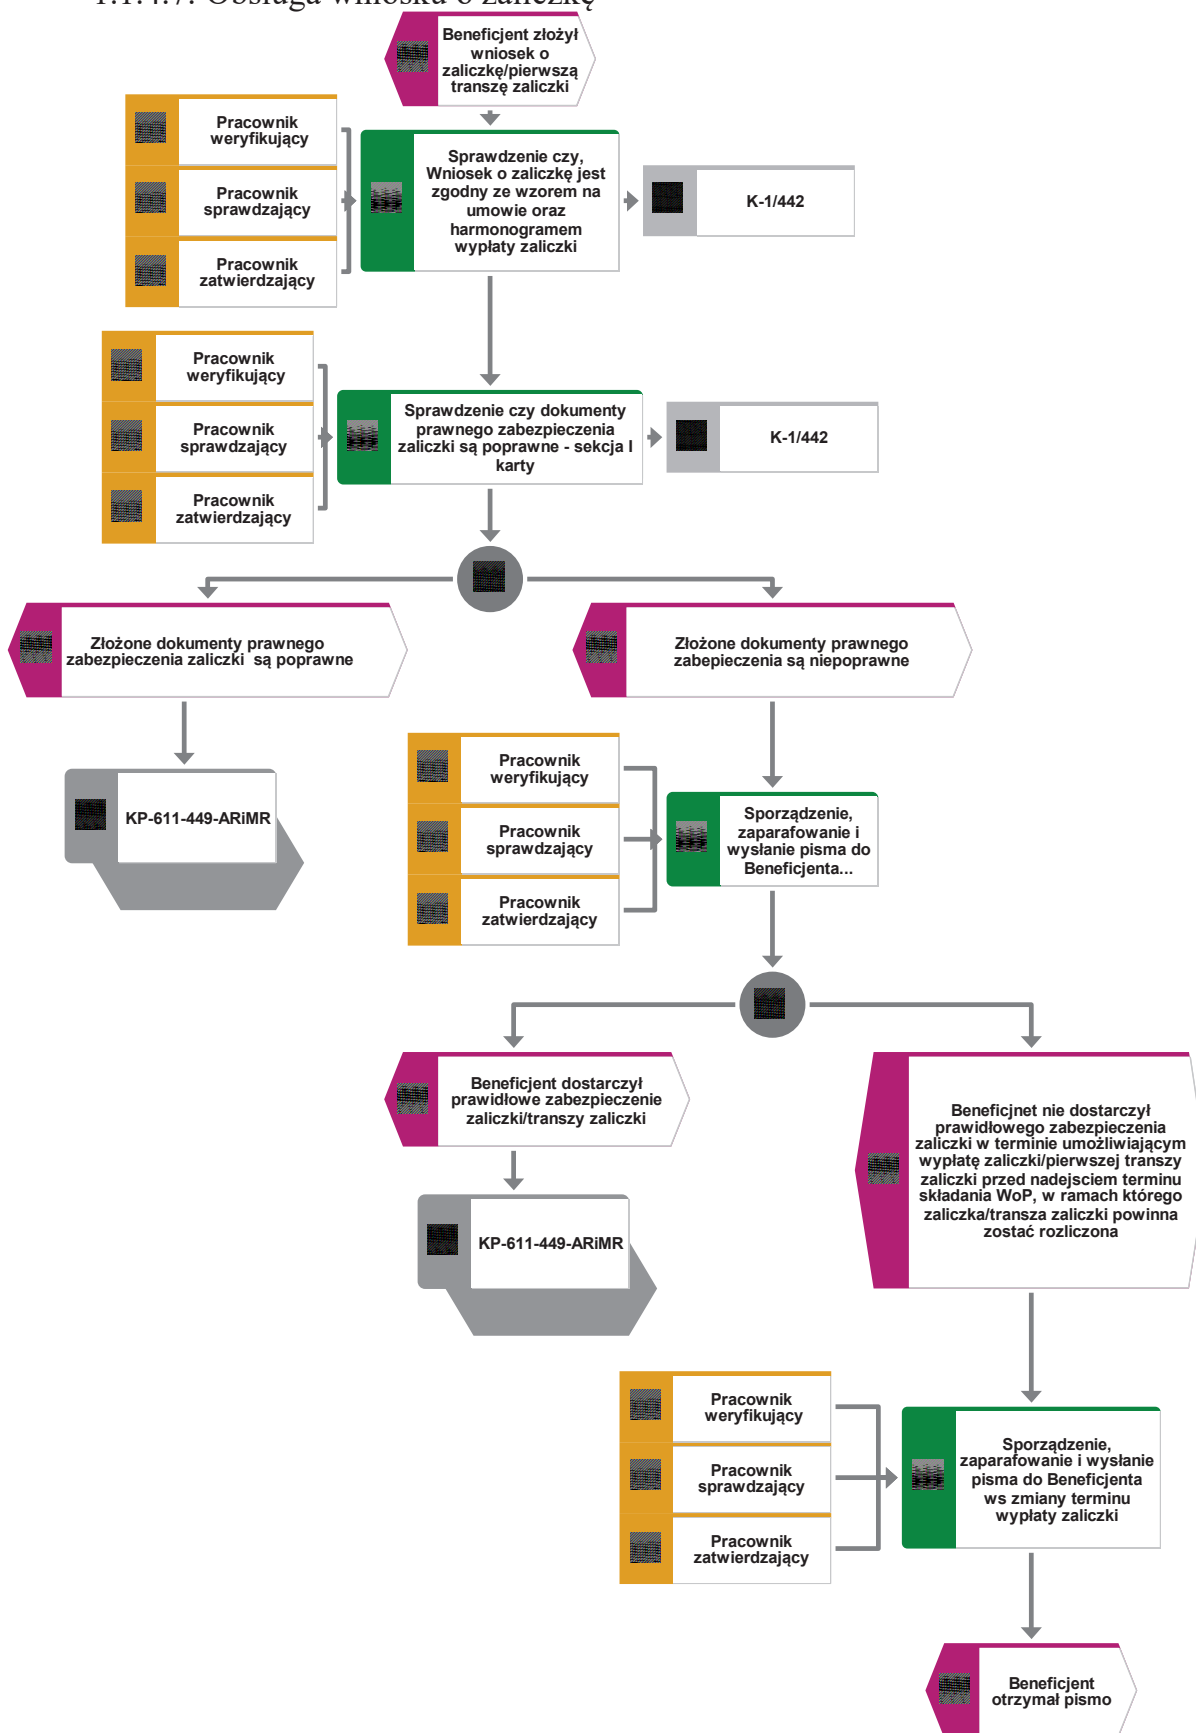 1.1.4.7. Obsługa wniosku o zaliczkę
Beneficjent złożył
wniosek o
zaliczkę/pierwszą
transzę zaliczki
Pracownik
weryfikujący
Pracownik
sprawdzający
Pracownik
zatwierdzający
Sprawdzenie czy,
Wniosek o zaliczkę jest
zgodny ze wzorem na
umowie oraz
harmonogramem
wypłaty zaliczki
K-1/442
Pracownik
weryfikujący
Pracownik
sprawdzający
Pracownik
zatwierdzający
Sprawdzenie czy dokumenty
prawnego zabezpieczenia
zaliczki są poprawne - sekcja I
karty
K-1/442
Złożone dokumenty prawnego
zabezpieczenia zaliczki są poprawne
Złożone dokumenty prawnego
zabepieczenia są niepoprawne
KP-611-449-ARiMR
Pracownik
weryfikujący
Pracownik
sprawdzający
Pracownik
zatwierdzający
Sporządzenie,
zaparafowanie i
wysłanie pisma do
Beneficjenta...
Beneficjent dostarczył
prawidłowe zabezpieczenie
zaliczki/transzy zaliczki
Beneficjnet nie dostarczył
prawidłowego zabezpieczenia
zaliczki w terminie umożliwiającym
wypłatę zaliczki/pierwszej transzy
zaliczki przed nadejsciem terminu
składania WoP, w ramach którego
zaliczka/transza zaliczki powinna
zostać rozliczona
KP-611-449-ARiMR
Pracownik
weryfikujący
Pracownik
sprawdzający
Pracownik
zatwierdzający
Sporządzenie,
zaparafowanie i wysłanie
pisma do Beneficjenta
ws zmiany terminu
wypłaty zaliczki
Beneficjent
otrzymał pismo